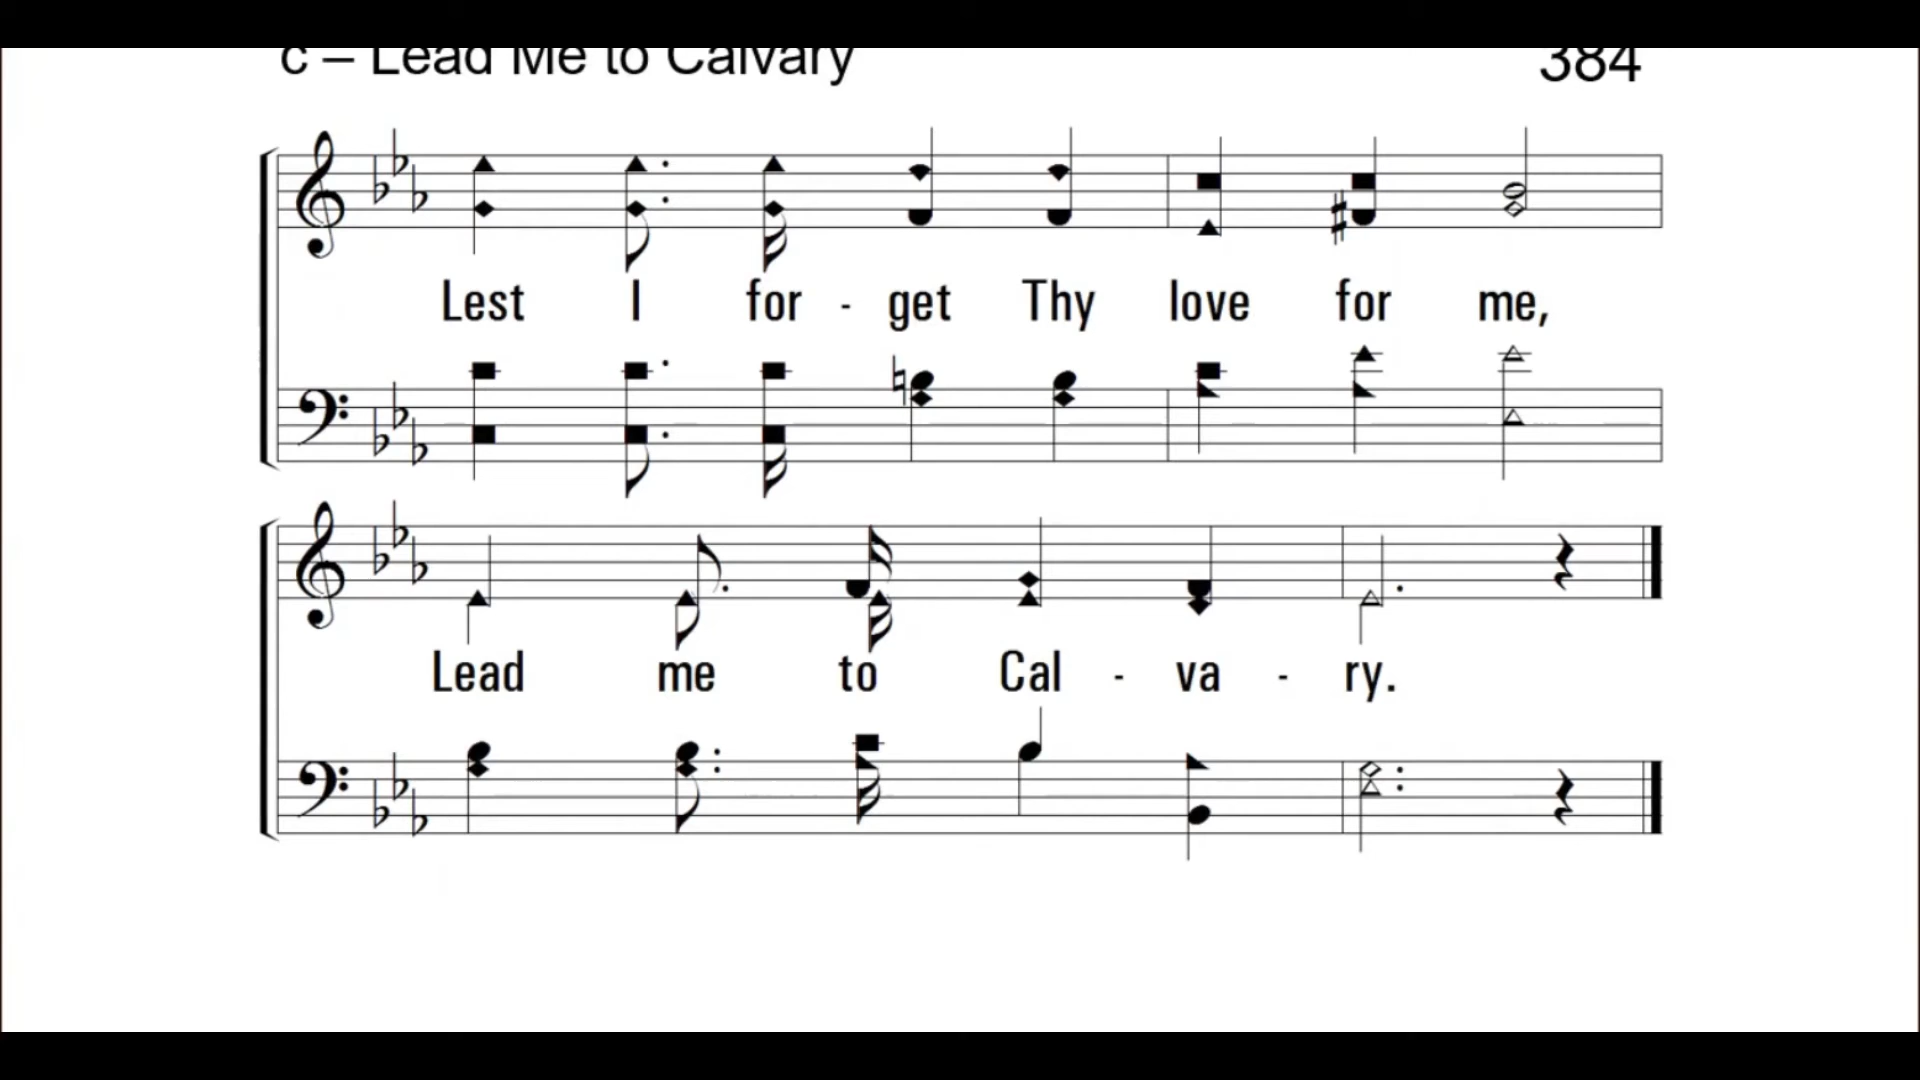 c – Lead Me to Calvary 384
Lest I for - get Thy love for me,
Lead me to Cal - va - ry.